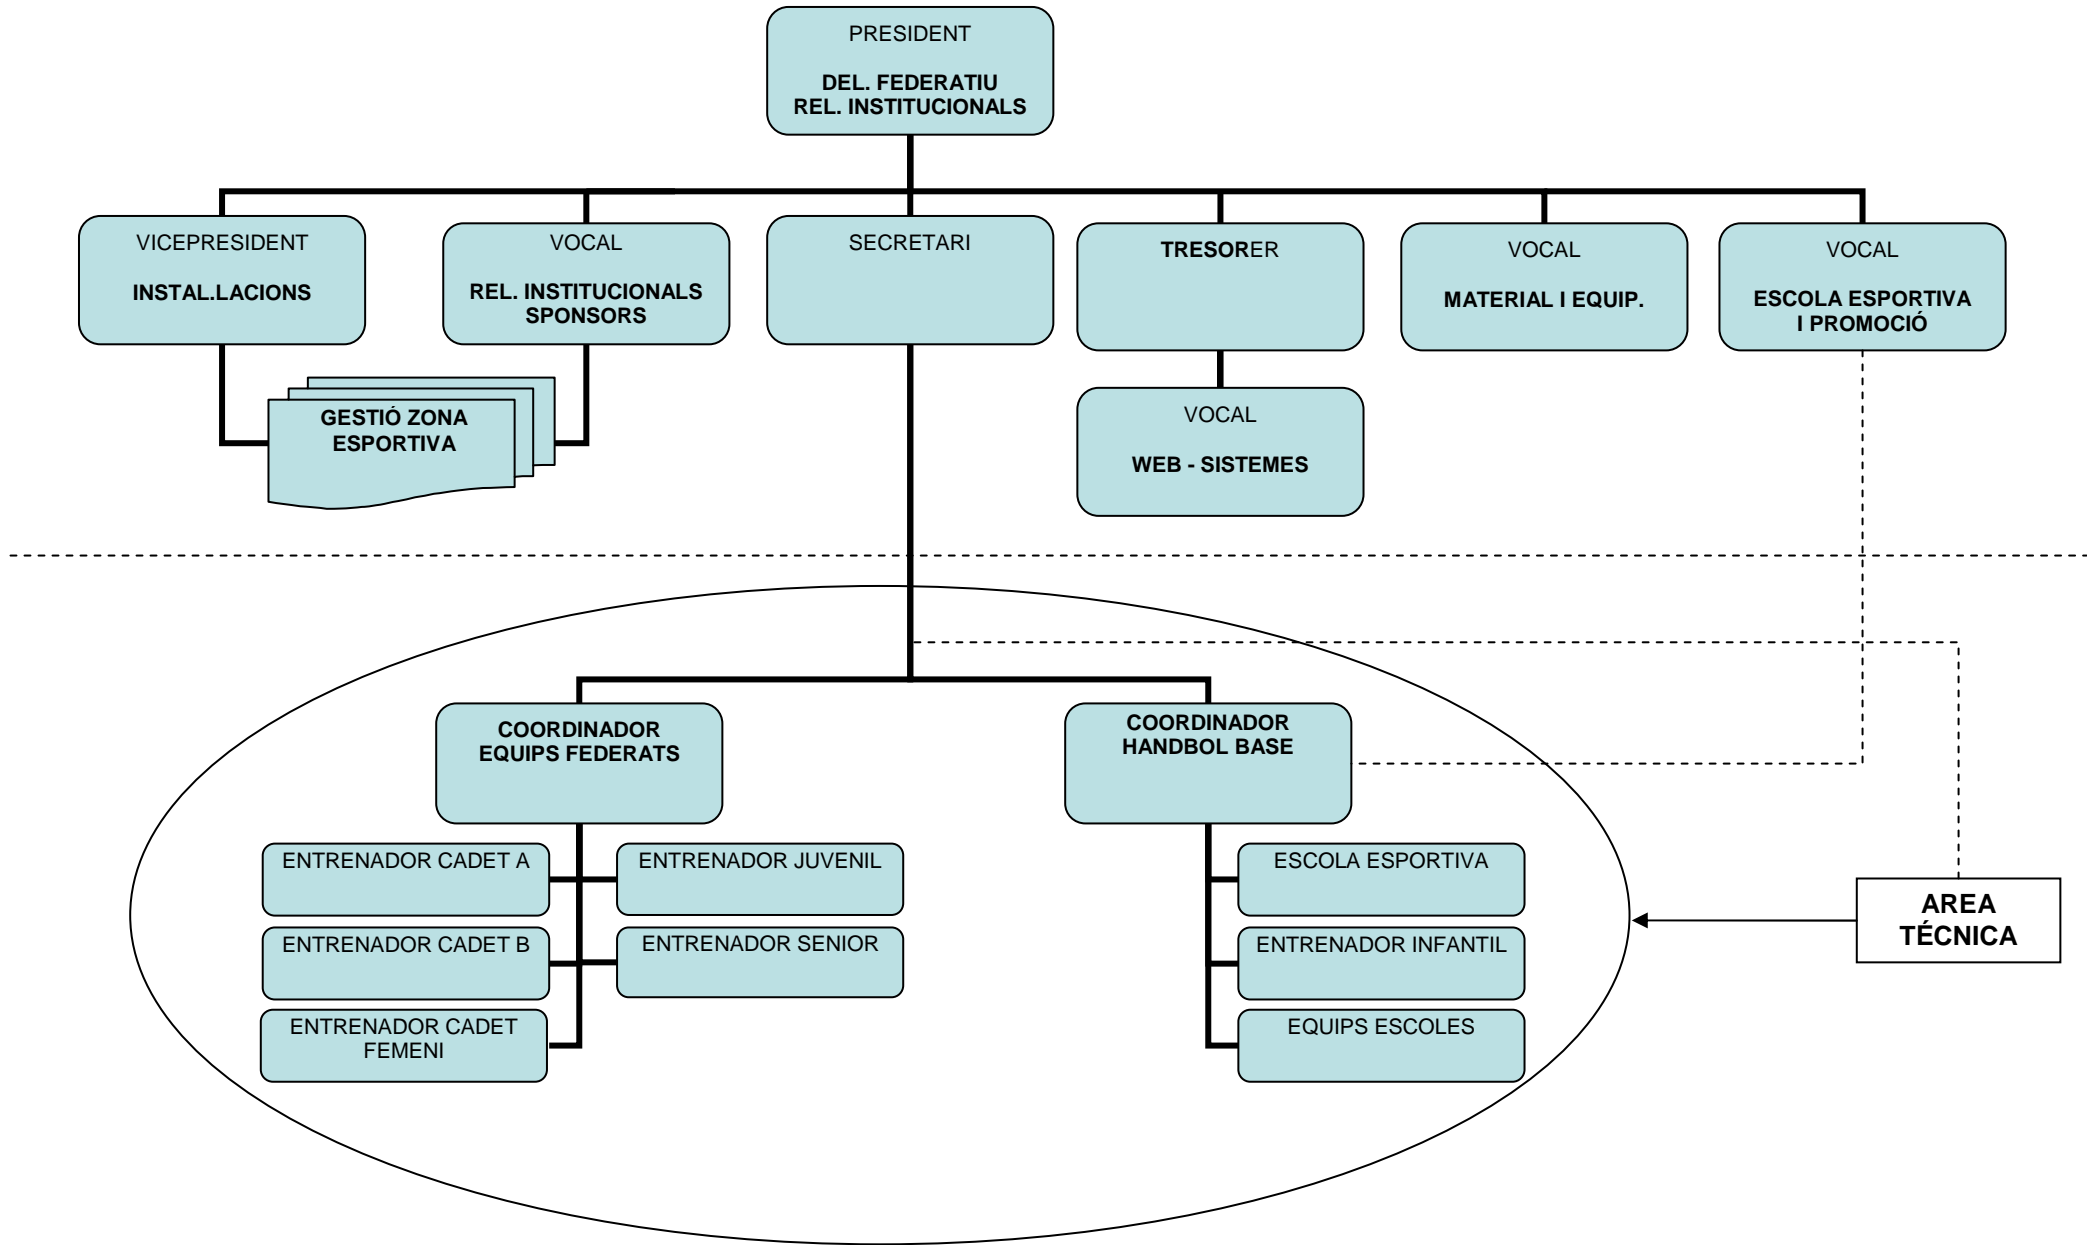 PRESIDENT
DEL. FEDERATIU
REL. INSTITUCIONALS
VICEPRESIDENT
INSTAL.LACIONS
VOCAL
REL. INSTITUCIONALS
SPONSORS
SECRETARI
TRESORER
VOCAL
MATERIAL I EQUIP.
VOCAL
ESCOLA ESPORTIVA
I PROMOCIÓ
GESTIÓ ZONA
ESPORTIVA
VOCAL
WEB - SISTEMES
COORDINADOR
EQUIPS FEDERATS
COORDINADOR
HANDBOL BASE
ENTRENADOR CADET A
ENTRENADOR JUVENIL
ENTRENADOR CADET B
ENTRENADOR SENIOR
ENTRENADOR CADET
FEMENI
ESCOLA ESPORTIVA
ENTRENADOR INFANTIL
EQUIPS ESCOLES
AREA
TÉCNICA